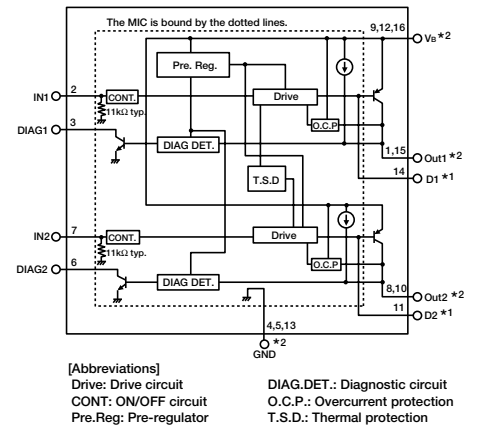 The MIC is bound by the dotted lines.
9,12,16
VB *2
Pre. Reg.
IN1
2
CONT.
Drive
11kΩ typ.
O.C.P
DIAG1
3
DIAG DET.
1,15
Out1 *2
14
D1 *1
T.S.D
IN2
7
CONT.
Drive
11kΩ typ.
O.C.P
DIAG2
6
DIAG DET.
8,10
Out2 *2
11
D2 *1
4,5,13
*2
GND
[Abbreviations]
Drive: Drive circuit
DIAG.DET.: Diagnostic circuit
CONT: ON/OFF circuit
O.C.P.: Overcurrent protection
Pre.Reg: Pre-regulator
T.S.D.: Thermal protection